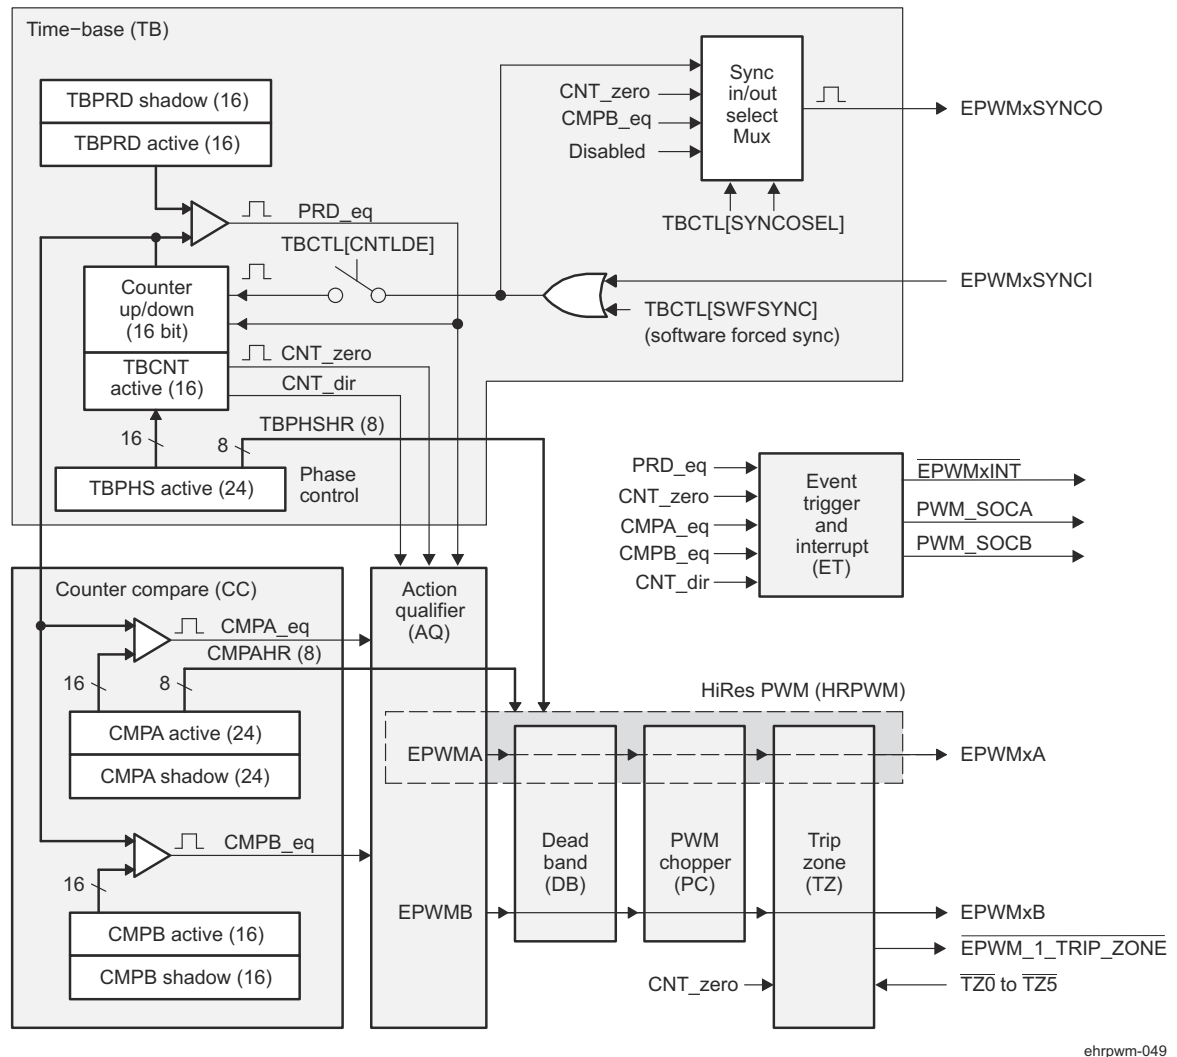 Time−base (TB)
TBPRD shadow (16)
TBPRD active (16)
PRD_eq
TBCTL[CNTLDE]
Counter
up/down
(16 bit)
TBCNT
active (16)
CNT_zero
CNT_dir
16
8
TBPHSHR (8)
TBPHS active (24)
Phase
control
CNT_zero
CMPB_eq
Disabled
Sync
in/out
select
Mux
TBCTL[SYNCOSEL]
EPWMxSYNCO
EPWMxSYNCI
TBCTL[SWFSYNC]
(software forced sync)
PRD_eq
CNT_zero
CMPA_eq
CMPB_eq
CNT_dir
Event
trigger
and
interrupt
(ET)
EPWMxINT
PWM_SOCA
PWM_SOCB
Counter compare (CC)
CMPA_eq
CMPAHR (8)
16
8
CMPA active (24)
CMPA shadow (24)
CMPB_eq
16
CMPB active (16)
CMPB shadow (16)
Action
qualifier
(AQ)
EPWMA
EPWMB
HiRes PWM (HRPWM)
Dead
band
(DB)
PWM
chopper
(PC)
Trip
zone
(TZ)
CNT_zero
EPWMxA
EPWMxB
EPWM_1_TRIP_ZONE
TZ0 to TZ5
ehrpwm-049